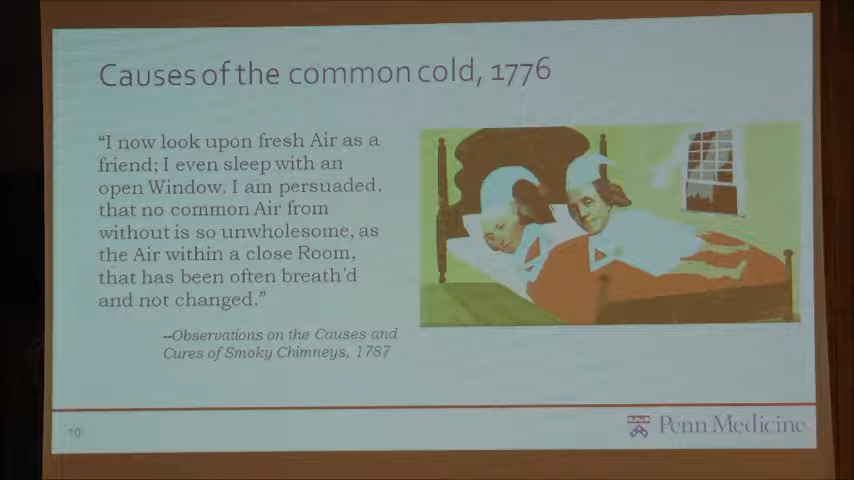 Causes of the common cold, 1776
“I now look upon fresh Air as a
friend; I even sleep with an
open Window. I am persuaded,
that no common Air from
without is so unwholesome, as
the Air within a close Room,
that has been often breath’d
and not changed.”
--Observations on the Causes and
Cures of Smoky Chimneys, 1787
10
Penn Medicine